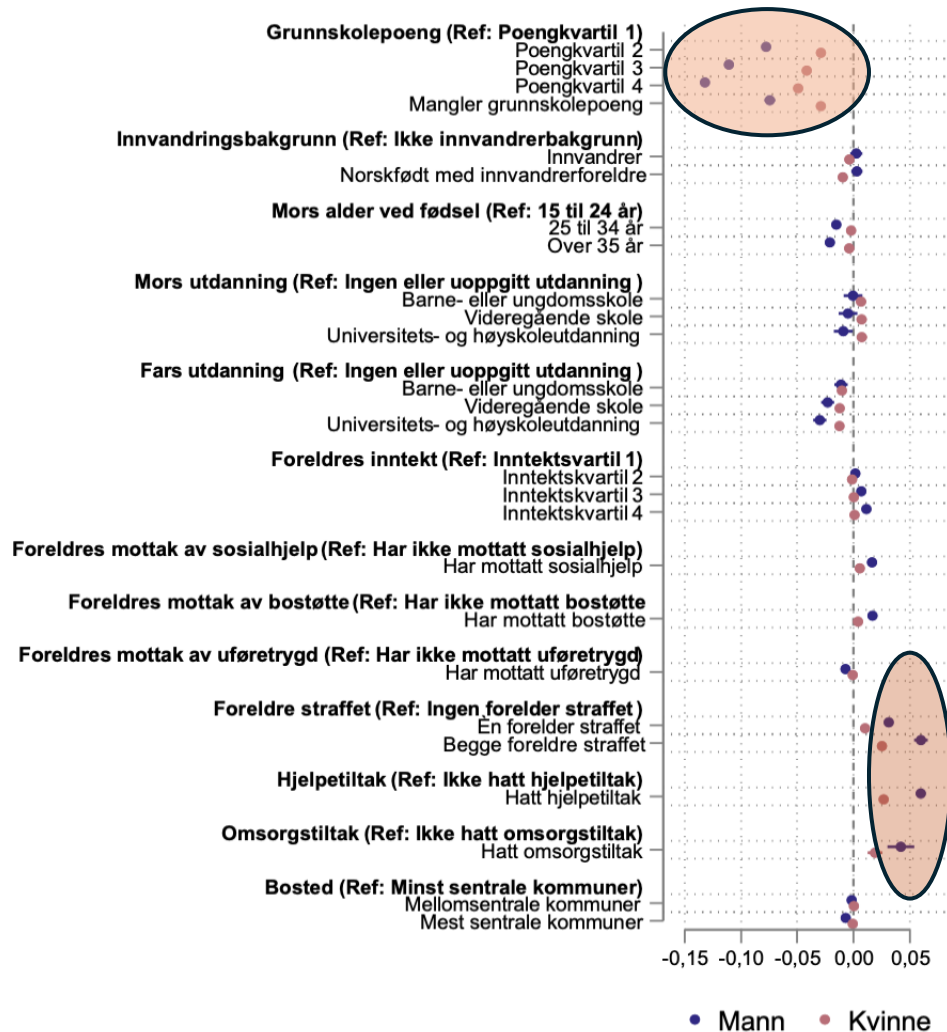 Grunnskolepoeng (Ref: Poengkvartil 1)
Poengkvartil 2
Poengkvartil 3
Poengkvartil 4
Mangler grunnskolepoeng
Innvandringsbakgrunn (Ref: Ikke innvandrerbakgrunn)
Innvandrer
Norskfødt med innvandrerforeldre
Mors alder ved fødsel (Ref: 15 til 24 år)
25 til 34 år
Over 35 år
Mors utdanning (Ref: Ingen eller uoppgitt utdanning )
Barne- eller ungdomsskole
Videregående skole
Universitets- og høyskoleutdanning
Fars utdanning (Ref: Ingen eller uoppgitt utdanning )
Barne- eller ungdomsskole
Videregående skole
Universitets- og høyskoleutdanning
Foreldres inntekt (Ref: Inntektsvartil 1)
Inntektskvartil 2
Inntektskvartil 3
Inntektskvartil 4
Foreldres mottak av sosialhjelp (Ref: Har ikke mottatt sosialhjelp)
Har mottatt sosialhjelp
Foreldres mottak av bostøtte (Ref: Har ikke mottatt bostøtte
Har mottatt bostøtte
Foreldres mottak av uføretrygd (Ref: Har ikke mottatt uføretrygd)
Har mottatt uføretrygd
Foreldre straffet (Ref: Ingen forelder straffet )
Èn forelder straffet
Begge foreldre straffet
Hjelpetiltak (Ref: Ikke hatt hjelpetiltak)
Hatt hjelpetiltak
Omsorgstiltak (Ref: Ikke hatt omsorgstiltak)
Hatt omsorgstiltak
Bosted (Ref: Minst sentrale kommuner)
Mellomsentrale kommuner
Mest sentrale kommuner
-0,15 -0,10 -0,05 0,00 0,05
Mann Kvinne